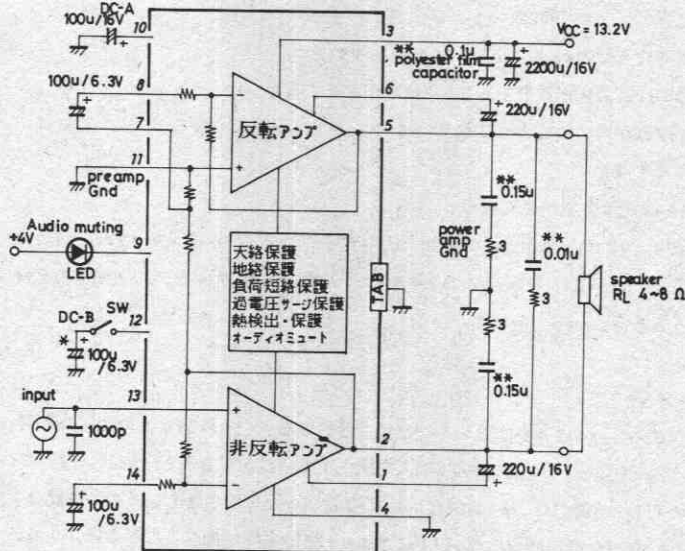 DC-A
100u/16V
10
3
VCC = 13.2V
**
0.1u
polyester film
capacitor
2200u/16V
100u/6.3V
8
6
220u/16V
7
5
反転アンプ
−
+
11
preamp
Gnd
**
0.15u
Audio muting
+4V
9
LED
天絡保護
地絡保護
負荷短絡保護
過電圧サージ保護
熱検出・保護
オーディオミュート
TAB
power
amp
Gnd
3
**
0.01u
3
speaker
RL 4~8 Ω
DC-B
SW
12
*
100u
/6.3V
3
**
0.15u
input
13
1000p
+
非反転アンプ
−
2
1
220u/16V
14
100u
/6.3V
4